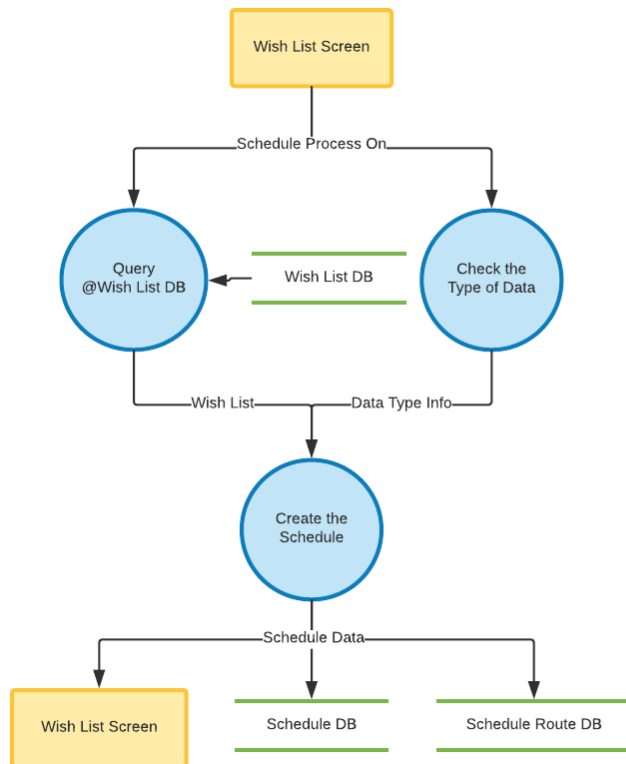 Wish List Screen
Schedule Process On
Query
@Wish List DB
Wish List DB
Check the
Type of Data
Wish List
Data Type Info
Create the
Schedule
Schedule Data
Wish List Screen
Schedule DB
Schedule Route DB